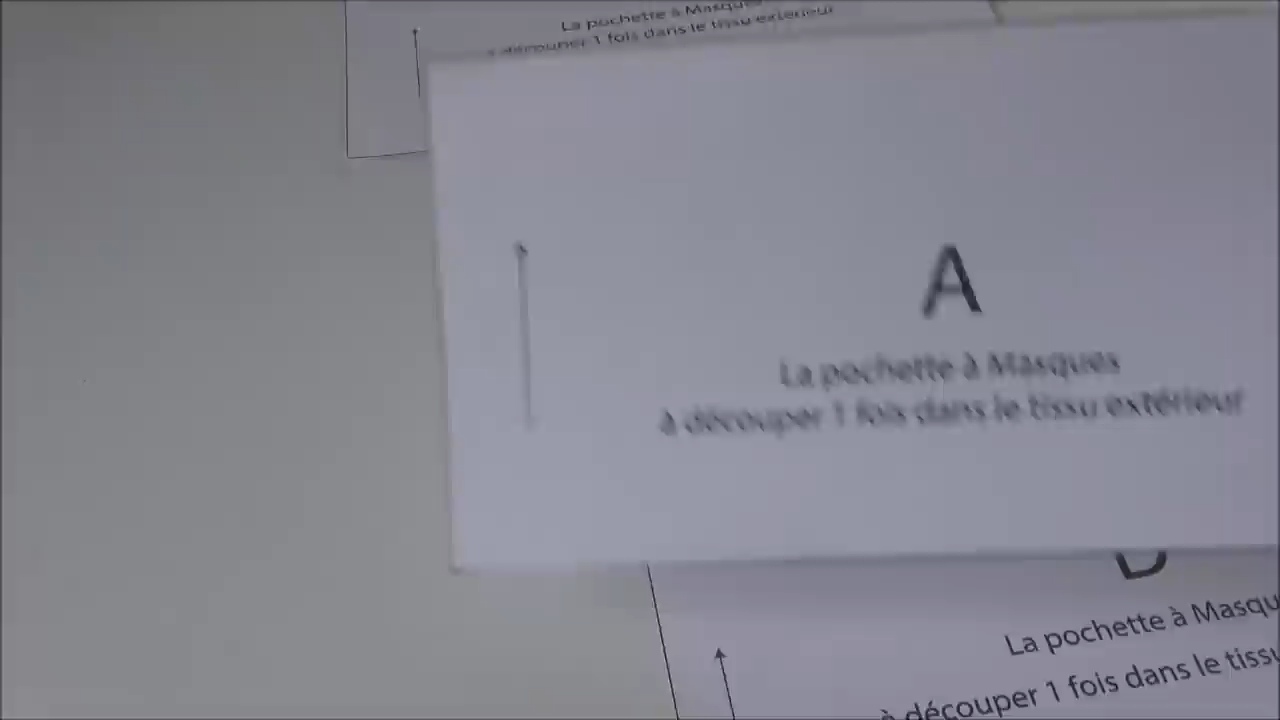 La pochette à Masques
à découper 1 fois dans le tissu extérieur
A
La pochette à Masques
à découper 1 fois dans le tissu extérieur
La pochette à Masqu
à découper 1 fois dans le tissu